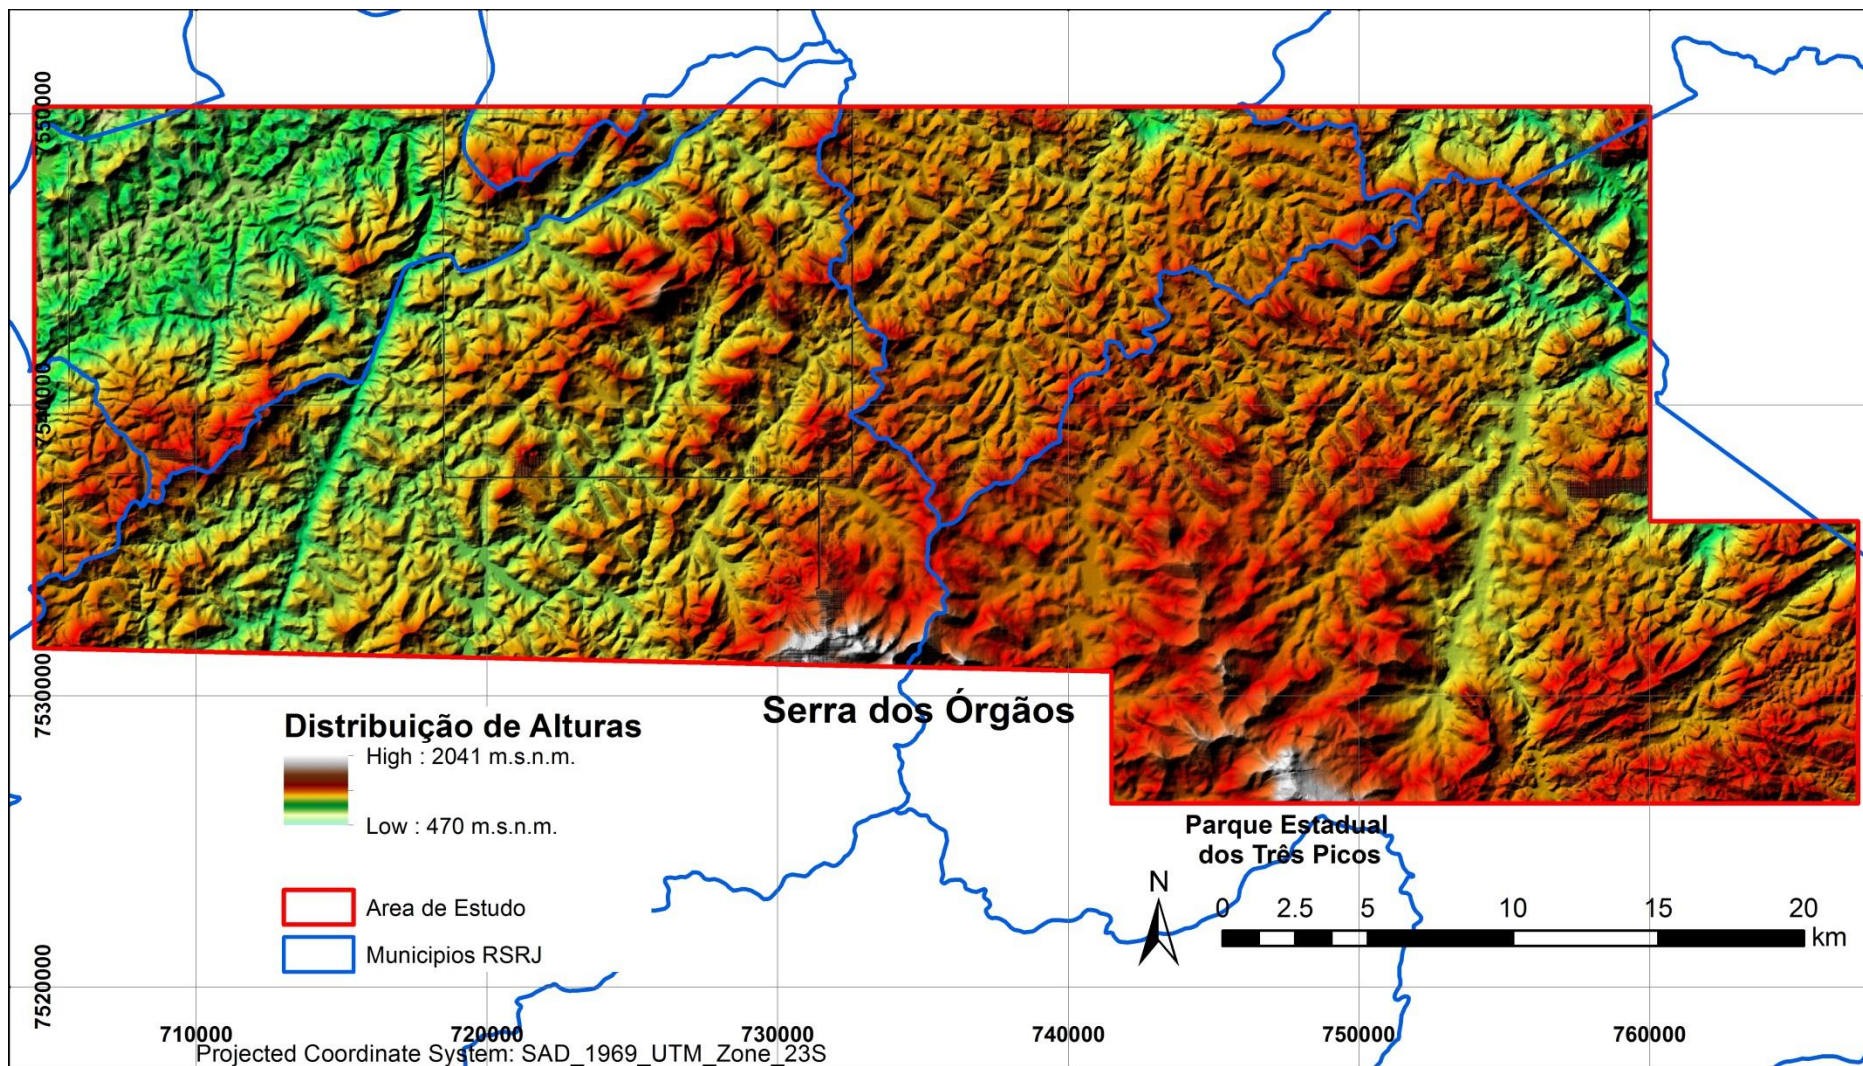 7550000
7540000
7530000
7520000
Serra dos Órgãos
Distribuição de Alturas
High : 2041 m.s.n.m.
Low : 470 m.s.n.m.
Parque Estadual
dos Três Picos
Area de Estudo
Municipios RSRJ
N
0 2.5 5 10 15 20
km
710000 720000 730000 740000 750000 760000
Projected Coordinate System: SAD_1969_UTM_Zone_23S